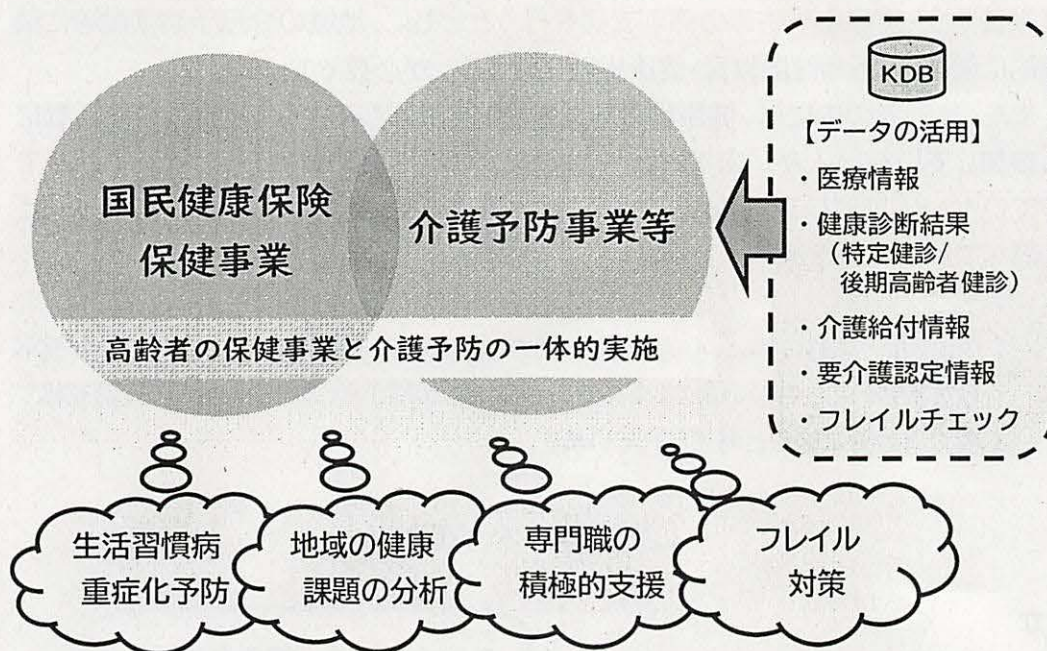 国民健康保険
保健事業
介護予防事業等
高齢者の保健事業と介護予防の一体的実施
KDB
【データの活用】
・医療情報
・健康診断結果
（特定健診/
後期高齢者健診）
・介護給付情報
・要介護認定情報
・フレイルチェック
生活習慣病
重症化予防
地域の健康
課題の分析
専門職の
積極的支援
フレイル
対策